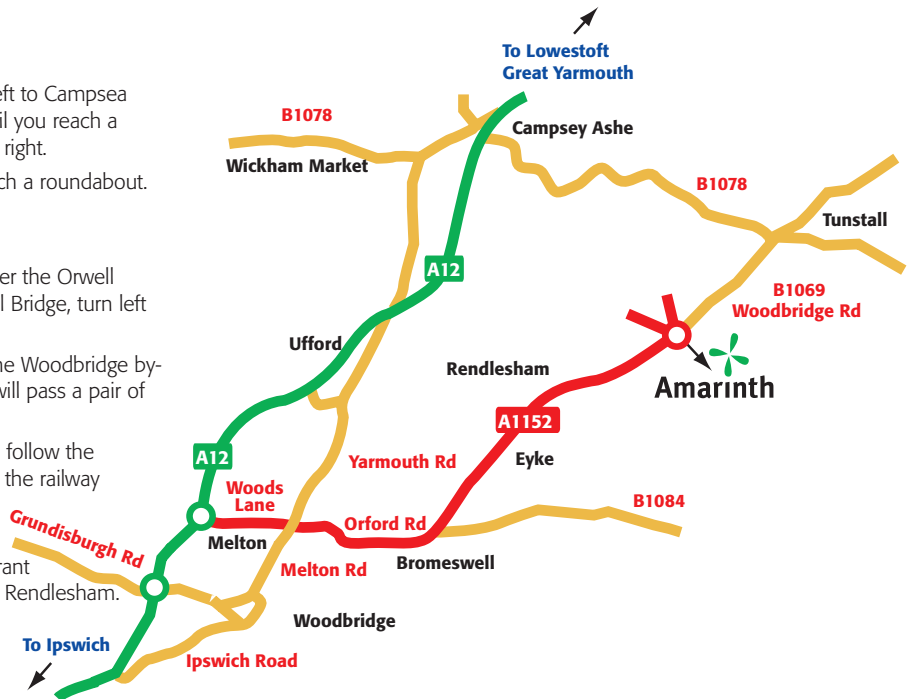 eft to Campsea
il you reach a
right.
ch a roundabout.
er the Orwell
l Bridge, turn left
ne Woodbridge by-
will pass a pair of
follow the
the railway
rant
Rendlesham.
To Lowestoft
Great Yarmouth
B1078
Campsey Ashe
Wickham Market
B1078
Tunstall
A12
B1069
Woodbridge Rd
Ufford
Rendlesham
Amarinth
A1152
A12
Yarmouth Rd
Eyke
Woods
Lane
B1084
Grundisburgh Rd
Orford Rd
Melton
Melton Rd
Bromeswell
Woodbridge
To Ipswich
Ipswich Road